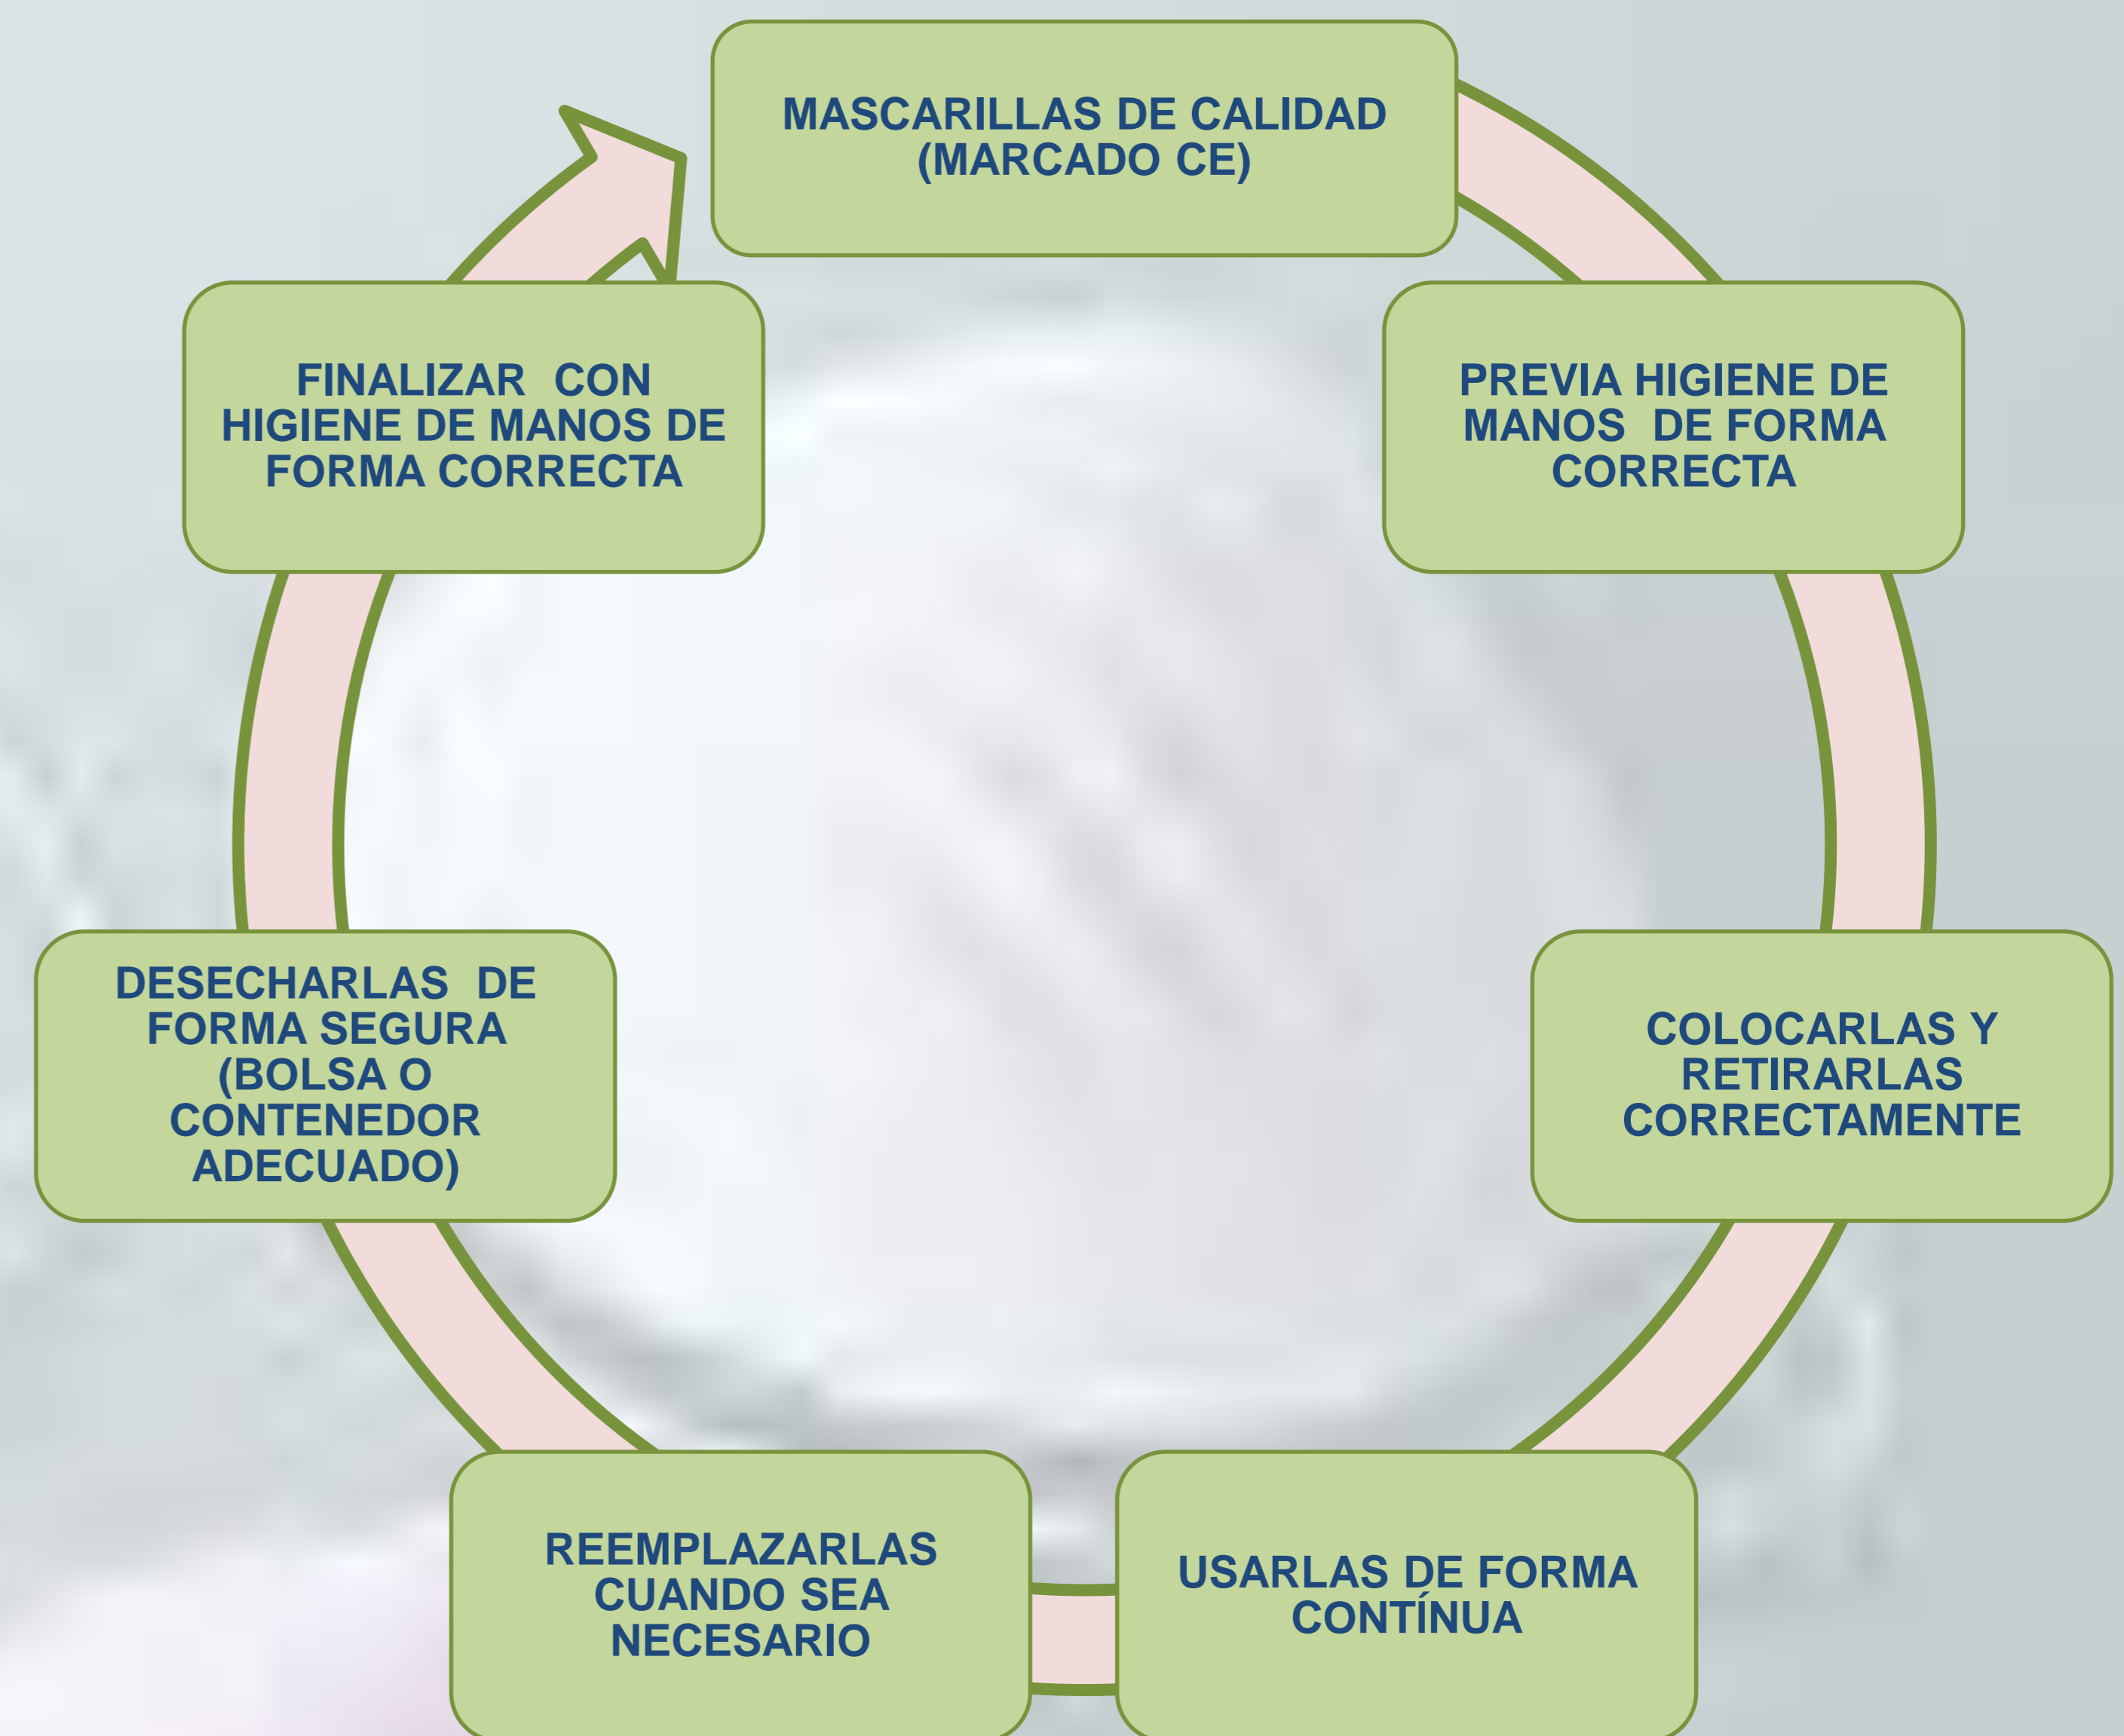 MASCARILLAS DE CALIDAD
(MARCADO CE)
PREVIA HIGIENE DE
MANOS DE FORMA
CORRECTA
COLOCARLAS Y
RETIRARLAS
CORRECTAMENTE
USARLAS DE FORMA
CONTÍNUA
REEMPLAZARLAS
CUANDO SEA
NECESARIO
DESECHARLAS DE
FORMA SEGURA
(BOLSA O
CONTENEDOR
ADECUADO)
FINALIZAR CON
HIGIENE DE MANOS DE
FORMA CORRECTA